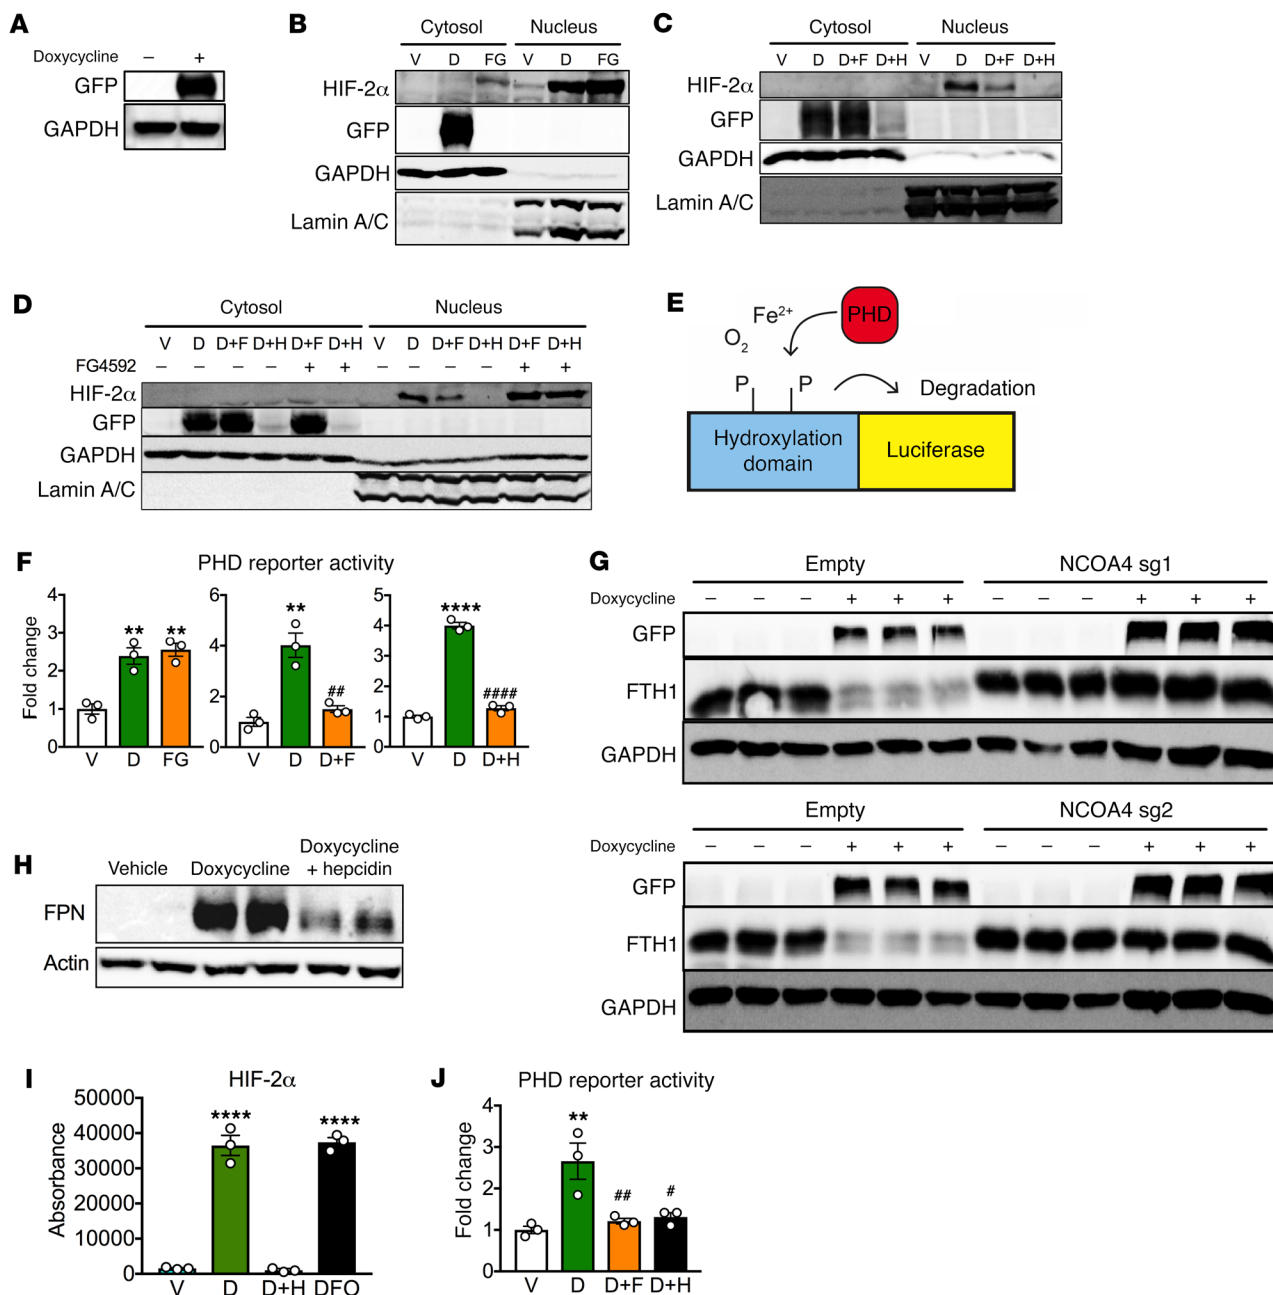 A
Doxycycline – +
GFP
GAPDH
B
Cytosol Nucleus
V D FG V D FG
HIF-2α
GFP
GAPDH
Lamin A/C
C
Cytosol Nucleus
V D D+F D+H V D D+F D+H
HIF-2α
GFP
GAPDH
Lamin A/C
D
Cytosol Nucleus
V D D+F D+H D+F D+H V D D+F D+H D+F D+H
FG4592 – – – – + + – – – – + +
HIF-2α
GFP
GAPDH
Lamin A/C
E
Fe2+
PHD
O2
P P
Degradation
Hydroxylation
domain
Luciferase
F
PHD reporter activity
Fold change
4
3
2
1
0
V D FG
** **
6
4
2
0
V D D+F
** ##
5
4
3
2
1
0
V D D+H
**** ####
G
Empty NCOA4 sg1
Doxycycline – – – + + + – – – + + +
GFP
FTH1
GAPDH
Empty NCOA4 sg2
Doxycycline – – – + + + – – – + + +
GFP
FTH1
GAPDH
H
Vehicle Doxycycline Doxycycline
+ hepcidin
FPN
Actin
I
HIF-2α
Absorbance
50000
40000
30000
20000
10000
0
**** ****
V D D+H DFO
J
PHD reporter activity
Fold change
4
3
2
1
0
** ## #
V D D+F D+H